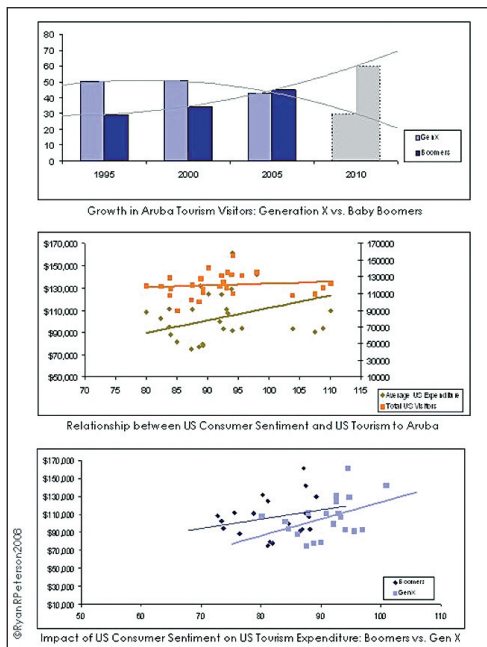 80
70
60
50
40
30
20
10
0
1995 2000 2005 2010
GenX
Boomers
Growth in Aruba Tourism Visitors: Generation X vs. Baby Boomers
$170,000
$150,000
$130,000
$110,000
$90,000
$70,000
$50,000
170000
150000
130000
110000
90000
70000
50000
30000
10000
70 75 80 85 90 95 100 105 110 115
Average US Expenditure
Total US Visitors
Relationship between US Consumer Sentiment and US Tourism to Aruba
$170,000
$150,000
$130,000
$110,000
$90,000
$70,000
$50,000
$30,000
$10,000
50 60 70 80 90 100 110
Boomers
GenX
Impact of US Consumer Sentiment on US Tourism Expenditure: Boomers vs. Gen X
©RyanRPeterson2008